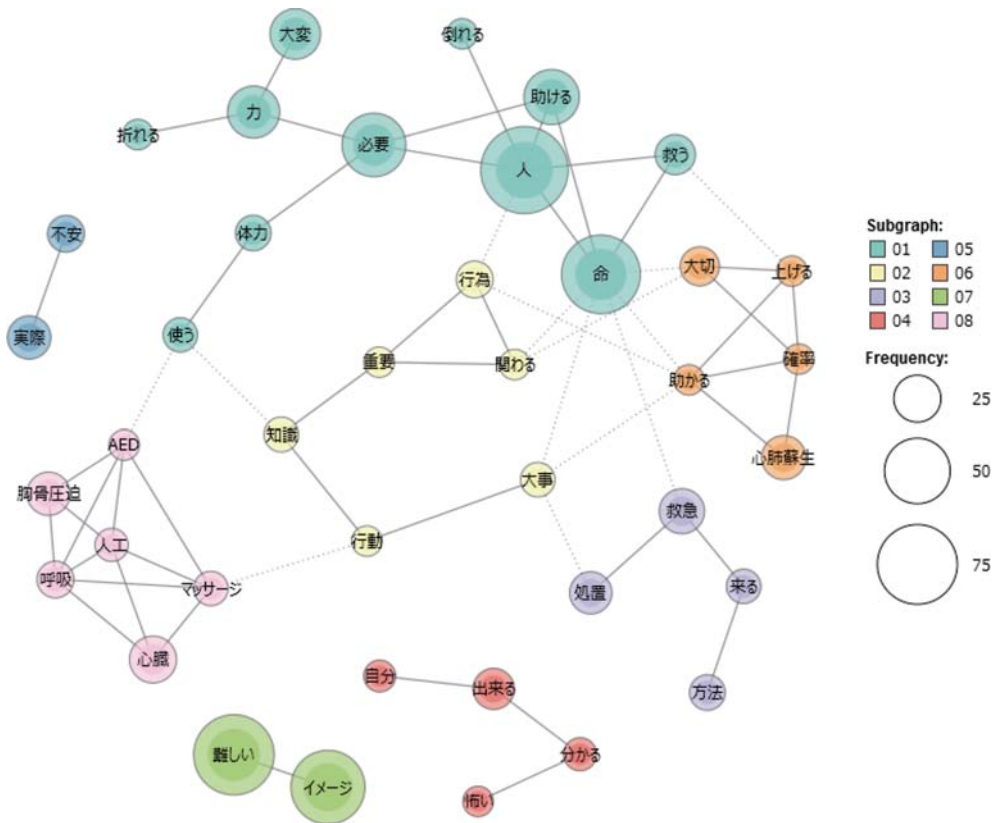 大変
倒れる
助ける
力
折れる
必要
人
救う
不安
体力
命
大切
上げる
行為
実際
使う
重要
関わる
助かる
確率
知識
AED
心肺蘇生
胸骨圧迫
大事
救急
人工
行動
呼吸
マッサージ
処置
来る
心臓
自分
出来る
方法
難しい
イメージ
分かる
怖い
Subgraph:
01 05
02 06
03 07
04 08
Frequency:
25
50
75